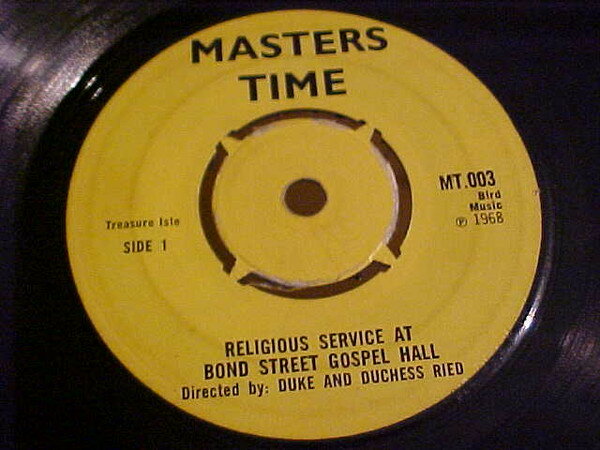 MASTERS
TIME
MT.003
Bird
Music
℗ 1968
Treasure Isle
SIDE 1
RELIGIOUS SERVICE AT
BOND STREET GOSPEL HALL
Directed by: DUKE AND DUCHESS RIED